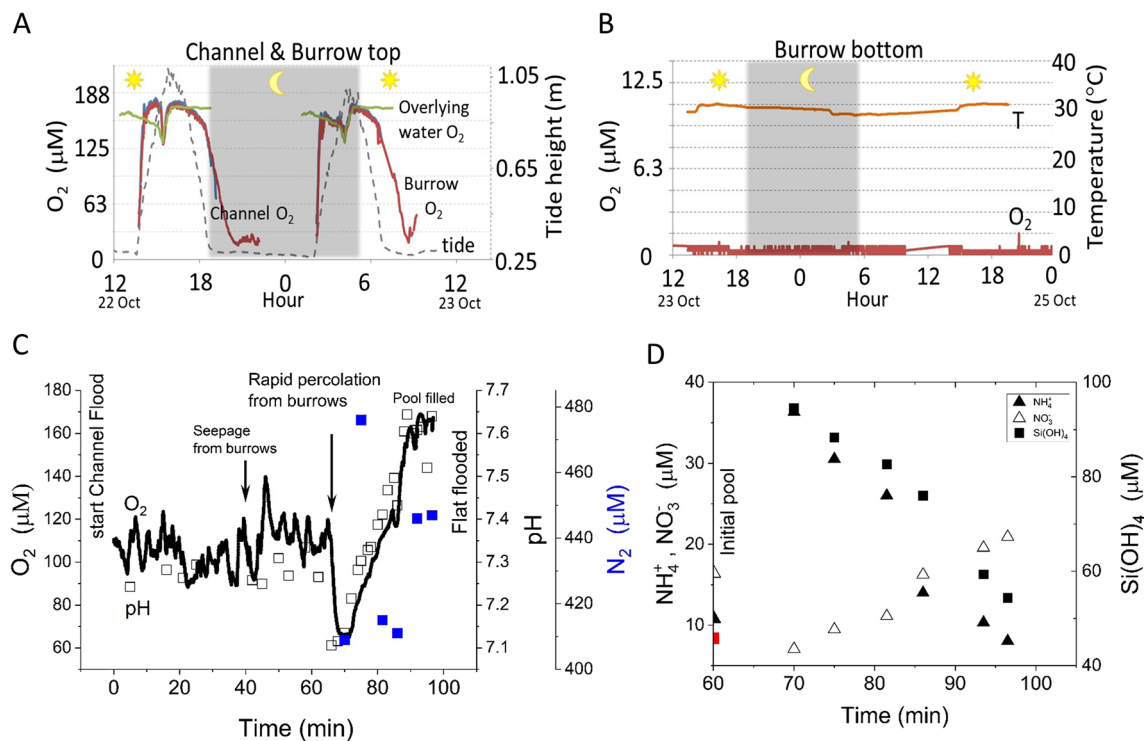 A
Channel & Burrow top
188
125
63
0
O₂ (μM)
1.05
0.65
0.25
Tide height (m)
Overlying
water O₂
Burrow
O₂
Channel O₂
tide
12
18
0
6
12
22 Oct
Hour
23 Oct
B
Burrow bottom
12.5
6.3
0
O₂ (μM)
40
30
20
10
0
Temperature (°C)
T
O₂
12
18
0
6
12
18
0
23 Oct
Hour
25 Oct
C
180
160
140
120
100
80
60
O₂ (μM)
start Channel Flood
Rapid percolation
from burrows
Pool filled
Seepage
from burrows
O₂
pH
Flat flooded
7.7
7.6
7.5
7.4
7.3
7.2
7.1
pH
480
460
440
420
400
N₂ (μM)
0
20
40
60
80
100
Time (min)
D
40
30
20
10
NH₄⁺, NO₃⁻ (μM)
Initial pool
NH₄⁺
NO₃⁻
Si(OH)₄
100
80
60
40
Si(OH)₄ (μM)
60
70
80
90
100
Time (min)